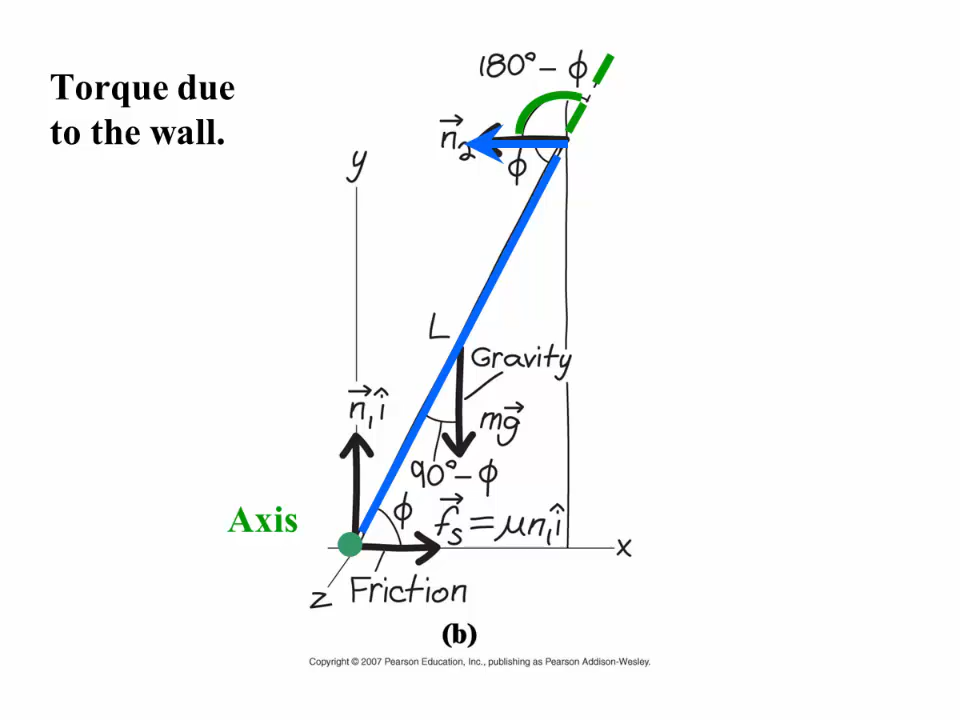 Torque due
to the wall.
180° − ϕ
n⃗₂
ϕ
y
L
Gravity
n⃗₁ î
mg⃗
90° − ϕ
Axis
ϕ
f⃗ₛ = μn₁î
x
z
Friction
(b)
Copyright © 2007 Pearson Education, Inc., publishing as Pearson Addison-Wesley.